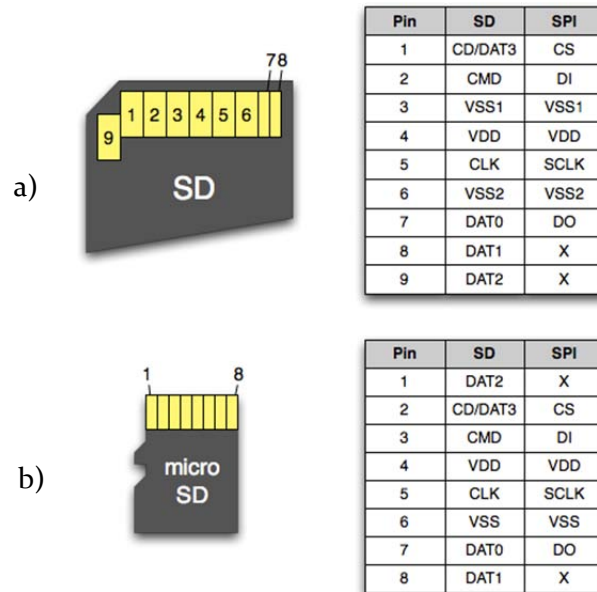 a)
78
1 2 3 4 5 6
9
SD
Pin SD SPI
1 CD/DAT3 CS
2 CMD DI
3 VSS1 VSS1
4 VDD VDD
5 CLK SCLK
6 VSS2 VSS2
7 DAT0 DO
8 DAT1 X
9 DAT2 X
b)
1 8
micro
SD
Pin SD SPI
1 DAT2 X
2 CD/DAT3 CS
3 CMD DI
4 VDD VDD
5 CLK SCLK
6 VSS VSS
7 DAT0 DO
8 DAT1 X